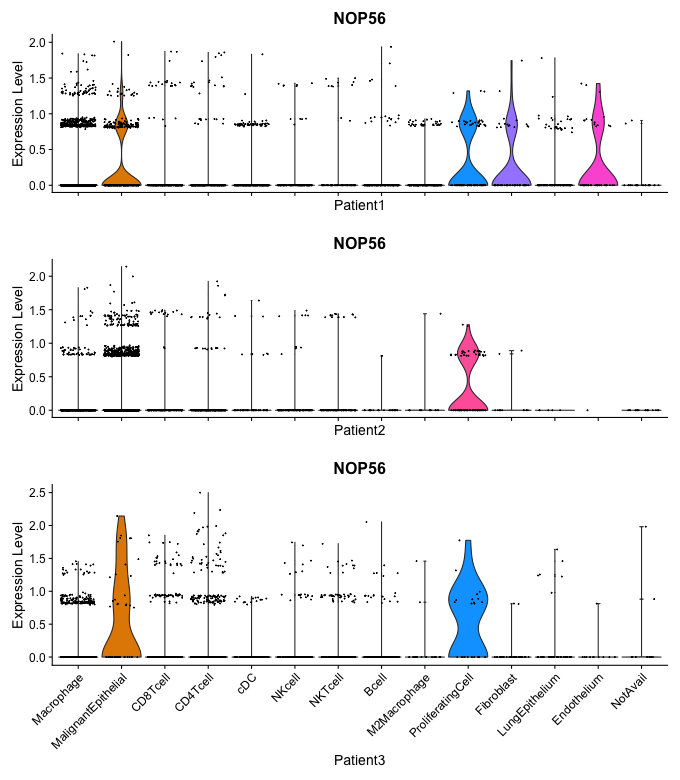 NOP56
Expression Level
2.0
1.5
1.0
0.5
0.0
Patient1
NOP56
Expression Level
2.0
1.5
1.0
0.5
0.0
Patient2
NOP56
Expression Level
2.5
2.0
1.5
1.0
0.5
0.0
Macrophage
MalignantEpithelial
CD8Tcell
CD4Tcell
cDC
NKcell
NKTcell
Bcell
M2Macrophage
ProliferatingCell
Fibroblast
LungEpithelium
Endothelium
NotAvail
Patient3